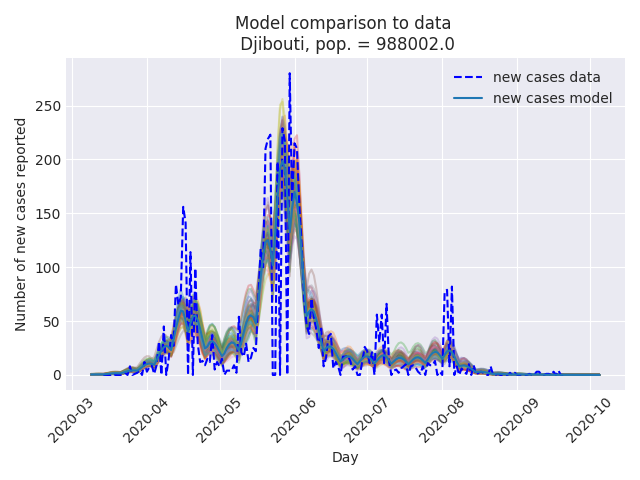 Model comparison to data
Djibouti, pop. = 988002.0
new cases data
new cases model
Number of new cases reported
250
200
150
100
50
0
2020-03
2020-04
2020-05
2020-06
2020-07
2020-08
2020-09
2020-10
Day